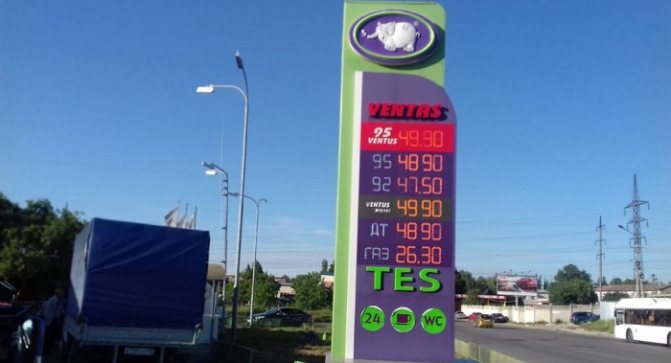 VENTAS
95 VENTUS 49.90
95 48.90
92 47.50
VENTUS DIESEL 49.90
ДТ 48.90
ГАЗ 26.30
TES
24 WC